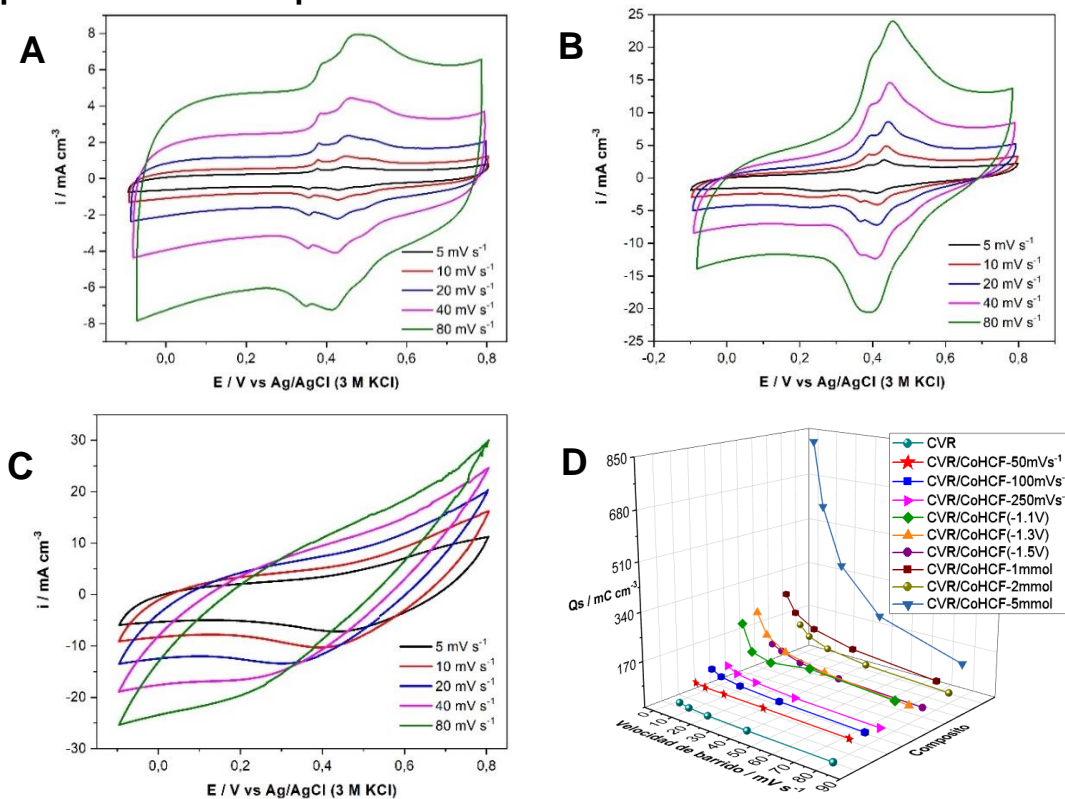 A
i / mA cm-3
8
6
4
2
0
-2
-4
-6
-8
0,0
0,2
0,4
0,6
0,8
E / V vs Ag/AgCl (3 M KCl)
5 mV s-1
10 mV s-1
20 mV s-1
40 mV s-1
80 mV s-1
B
i / mA cm-3
25
20
15
10
5
0
-5
-10
-15
-20
-25
-0,2
0,0
0,2
0,4
0,6
0,8
E / V vs Ag/AgCl (3 M KCl)
5 mV s-1
10 mV s-1
20 mV s-1
40 mV s-1
80 mV s-1
C
i / mA cm-3
30
20
10
0
-10
-20
-30
0,0
0,2
0,4
0,6
0,8
E / V vs Ag/AgCl (3 M KCl)
5 mV s-1
10 mV s-1
20 mV s-1
40 mV s-1
80 mV s-1
D
Qs / mC cm-3
850
680
510
340
170
0
10
20
30
40
50
60
70
80
90
Velocidad de barrido / mV s-1
Composito
CVR
CVR/CoHCF-50mVs-1
CVR/CoHCF-100mVs-
CVR/CoHCF-250mVs-
CVR/CoHCF(-1.1V)
CVR/CoHCF(-1.3V)
CVR/CoHCF(-1.5V)
CVR/CoHCF-1mmol
CVR/CoHCF-2mmol
CVR/CoHCF-5mmol